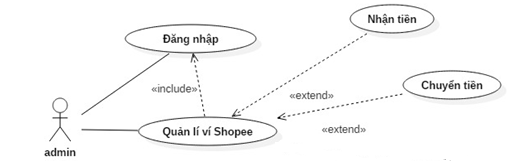 Nhận tiền
Đăng nhập
Chuyển tiền
«include»
«extend»
Quản lí ví Shopee
«extend»
admin